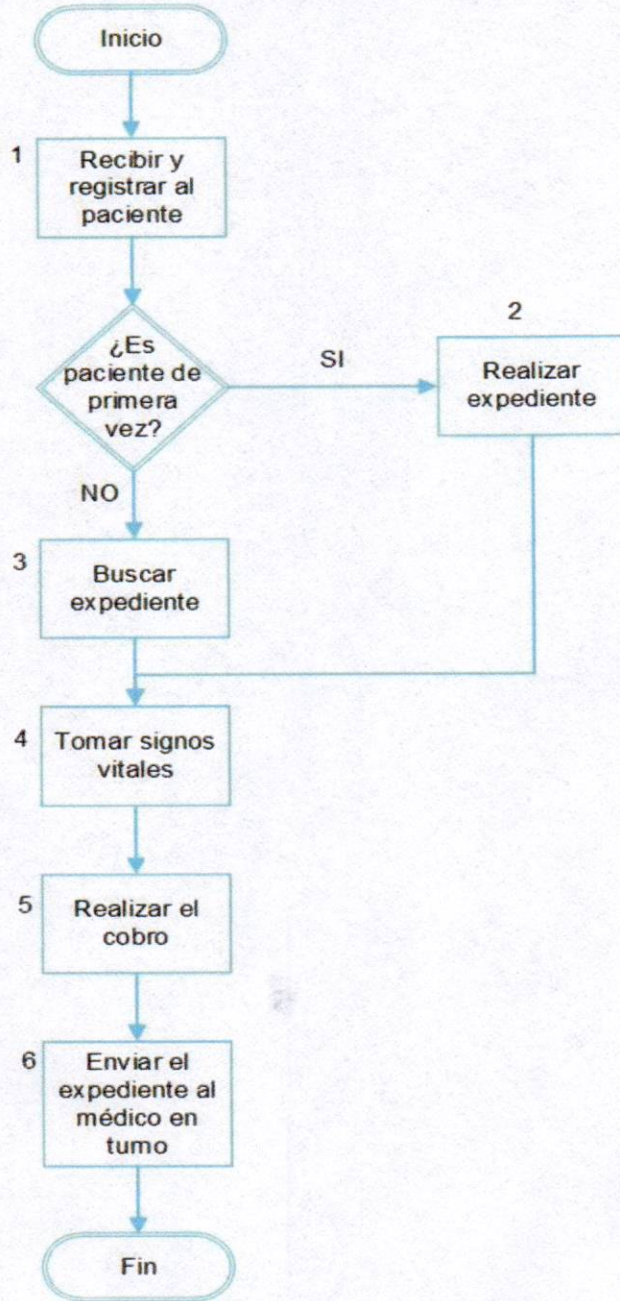 Inicio
1
Recibir y
registrar al
paciente
¿Es
paciente de
primera
vez?
SI
2
Realizar
expediente
NO
3
Buscar
expediente
4
Tomar signos
vitales
5
Realizar el
cobro
6
Enviar el
expediente al
médico en
turno
Fin